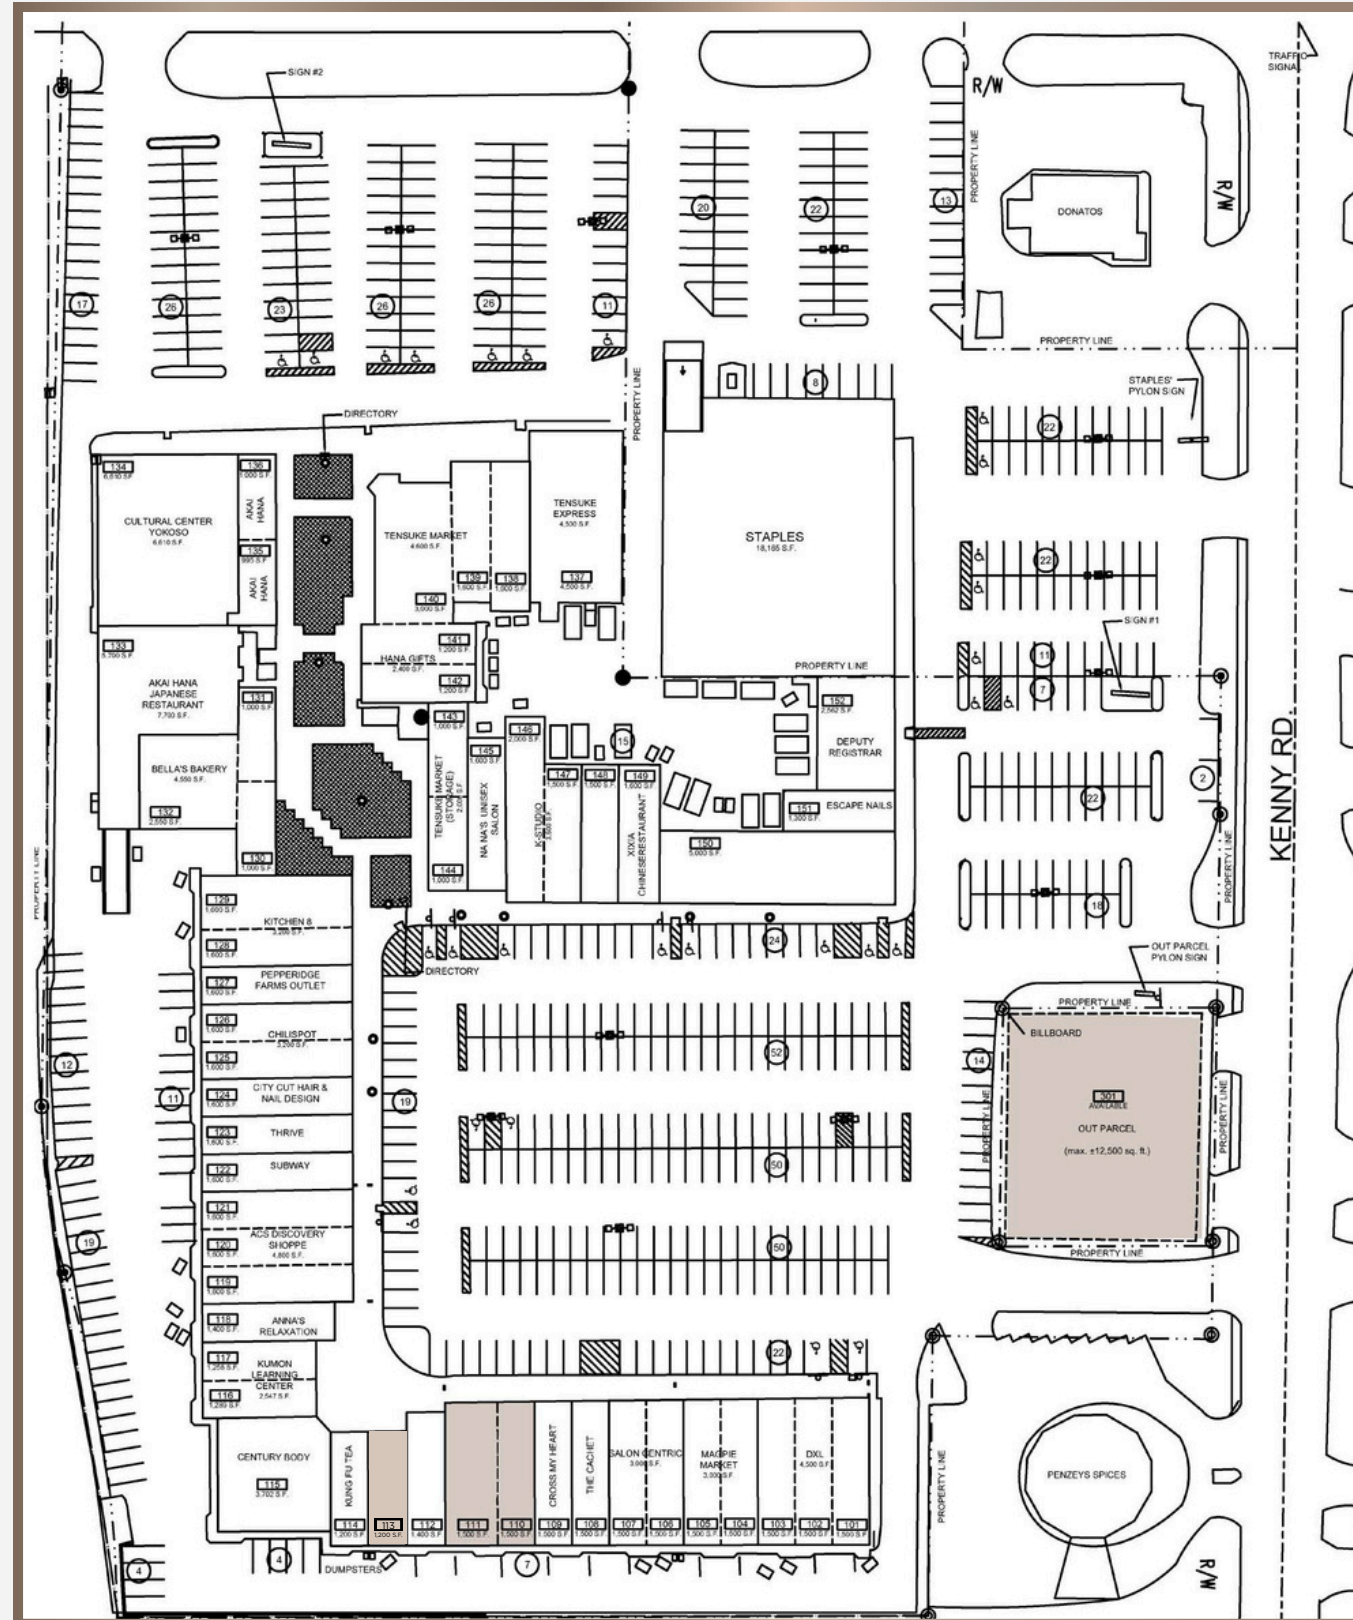 SIGN #2
TRAFFIC
SIGNAL
R/W
PROPERTY LINE
R/W
20
22
13
DONATOS
17
26
23
26
26
11
PROPERTY LINE
PROPERTY LINE
STAPLES'
PYLON SIGN
8
22
DIRECTORY
134
6,610 S.F.
136
1,000 S.F.
AKAI
HANA
CULTURAL CENTER
YOKOSO
6,610 S.F.
135
995 S.F.
AKAI
HANA
TENSUKE MARKET
4,600 S.F.
139
1,600 S.F.
138
1,600 S.F.
140
3,000 S.F.
TENSUKE
EXPRESS
4,500 S.F.
137
4,500 S.F.
STAPLES
18,165 S.F.
22
SIGN #1
11
7
133
5,700 S.F.
141
1,200 S.F.
HANA GIFTS
2,400 S.F.
142
1,200 S.F.
PROPERTY LINE
AKAI HANA
JAPANESE
RESTAURANT
7,700 S.F.
131
1,000 S.F.
143
1,000 S.F.
145
1,600 S.F.
146
2,000 S.F.
15
152
2,562 S.F.
DEPUTY
REGISTRAR
KENNY RD.
BELLA'S BAKERY
4,550 S.F.
132
2,550 S.F.
TENSUKE MARKET
(STORAGE)
2,000 S.F.
NA NA'S UNISEX
SALON
K-STUDIO
3,500 S.F.
147
1,500 S.F.
148
1,500 S.F.
149
1,600 S.F.
XIXIA
CHINESERESTAURANT
151
1,300 S.F.
ESCAPE NAILS
2
22
130
1,000 S.F.
144
1,000 S.F.
150
5,000 S.F.
PROPERTY LINE
PROPERTY LINE
18
129
1,600 S.F.
KITCHEN 8
3,200 S.F.
128
1,600 S.F.
24
OUT PARCEL
PYLON SIGN
DIRECTORY
127
1,600 S.F.
PEPPERIDGE
FARMS OUTLET
126
1,600 S.F.
CHILISPOT
3,200 S.F.
125
1,600 S.F.
PROPERTY LINE
BILLBOARD
52
14
12
11
124
1,600 S.F.
CITY CUT HAIR &
NAIL DESIGN
19
123
1,600 S.F.
THRIVE
301
AVAILABLE
OUT PARCEL
(max. ±12,500 sq. ft.)
PROPERTY LINE
PROPERTY LINE
122
1,600 S.F.
SUBWAY
50
121
1,600 S.F.
ACS DISCOVERY
SHOPPE
4,800 S.F.
120
1,600 S.F.
19
50
PROPERTY LINE
119
1,600 S.F.
118
1,400 S.F.
ANNA'S
RELAXATION
117
1,258 S.F.
KUMON
LEARNING
CENTER
2,547 S.F.
116
1,289 S.F.
22
CENTURY BODY
115
3,702 S.F.
KUNG FU TEA
CROSS MY HEART
THE CACHET
SALON CENTRIC
3,000 S.F.
MAGPIE
MARKET
3,000 S.F.
DXL
4,500 S.F.
PROPERTY LINE
PENZEYS SPICES
114
1,200 S.F.
113
1,200 S.F.
112
1,400 S.F.
111
1,500 S.F.
110
1,500 S.F.
109
1,500 S.F.
108
1,500 S.F.
107
1,500 S.F.
106
1,500 S.F.
105
1,500 S.F.
104
1,500 S.F.
103
1,500 S.F.
102
1,500 S.F.
101
1,500 S.F.
4
4
DUMPSTERS
7
R/W